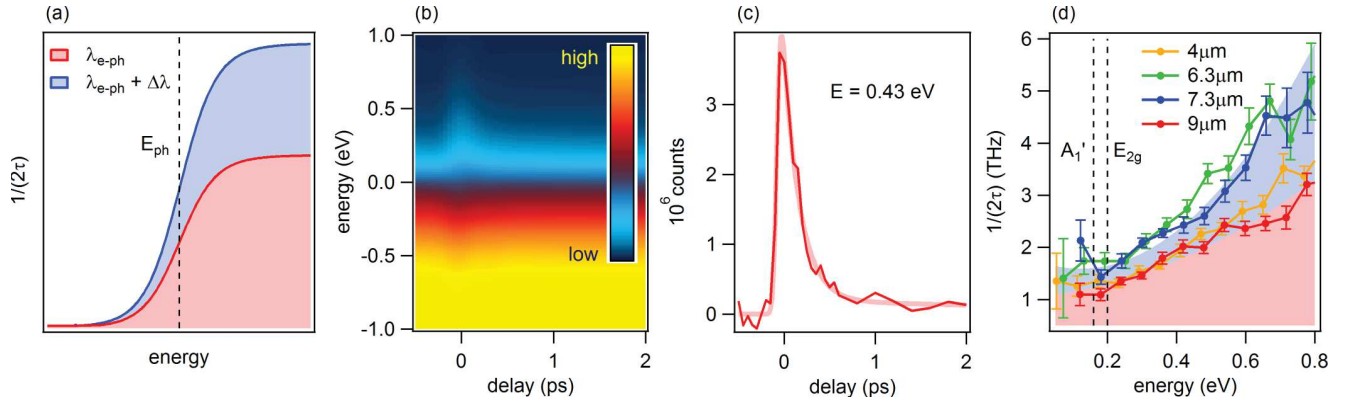 (a)
λe-ph
λe-ph + Δλ
Eph
1/(2τ)
energy
(b)
1.0
0.5
0.0
-0.5
-1.0
energy (eV)
high
low
10⁶ counts
0
1
2
delay (ps)
(c)
3
2
1
0
E = 0.43 eV
0
1
2
delay (ps)
(d)
6
5
4
3
2
1
1/(2τ) (THz)
4μm
6.3μm
7.3μm
9μm
A₁'
E₂g
0.2
0.4
0.6
0.8
energy (eV)